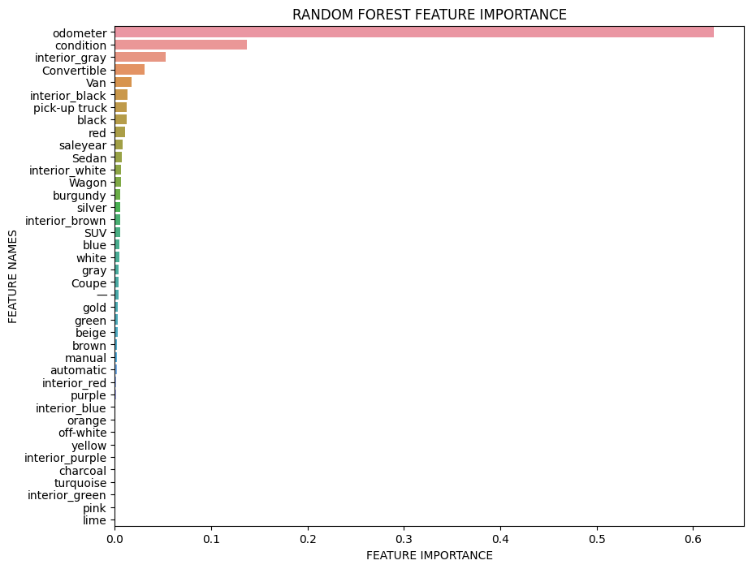 RANDOM FOREST FEATURE IMPORTANCE
FEATURE NAMES
odometer
condition
interior_gray
Convertible
Van
interior_black
pick-up truck
black
red
saleyear
Sedan
interior_white
Wagon
burgundy
silver
interior_brown
SUV
blue
white
gray
Coupe
—
gold
green
beige
brown
manual
automatic
interior_red
purple
interior_blue
orange
off-white
yellow
interior_purple
charcoal
turquoise
interior_green
pink
lime
0.0 0.1 0.2 0.3 0.4 0.5 0.6
FEATURE IMPORTANCE